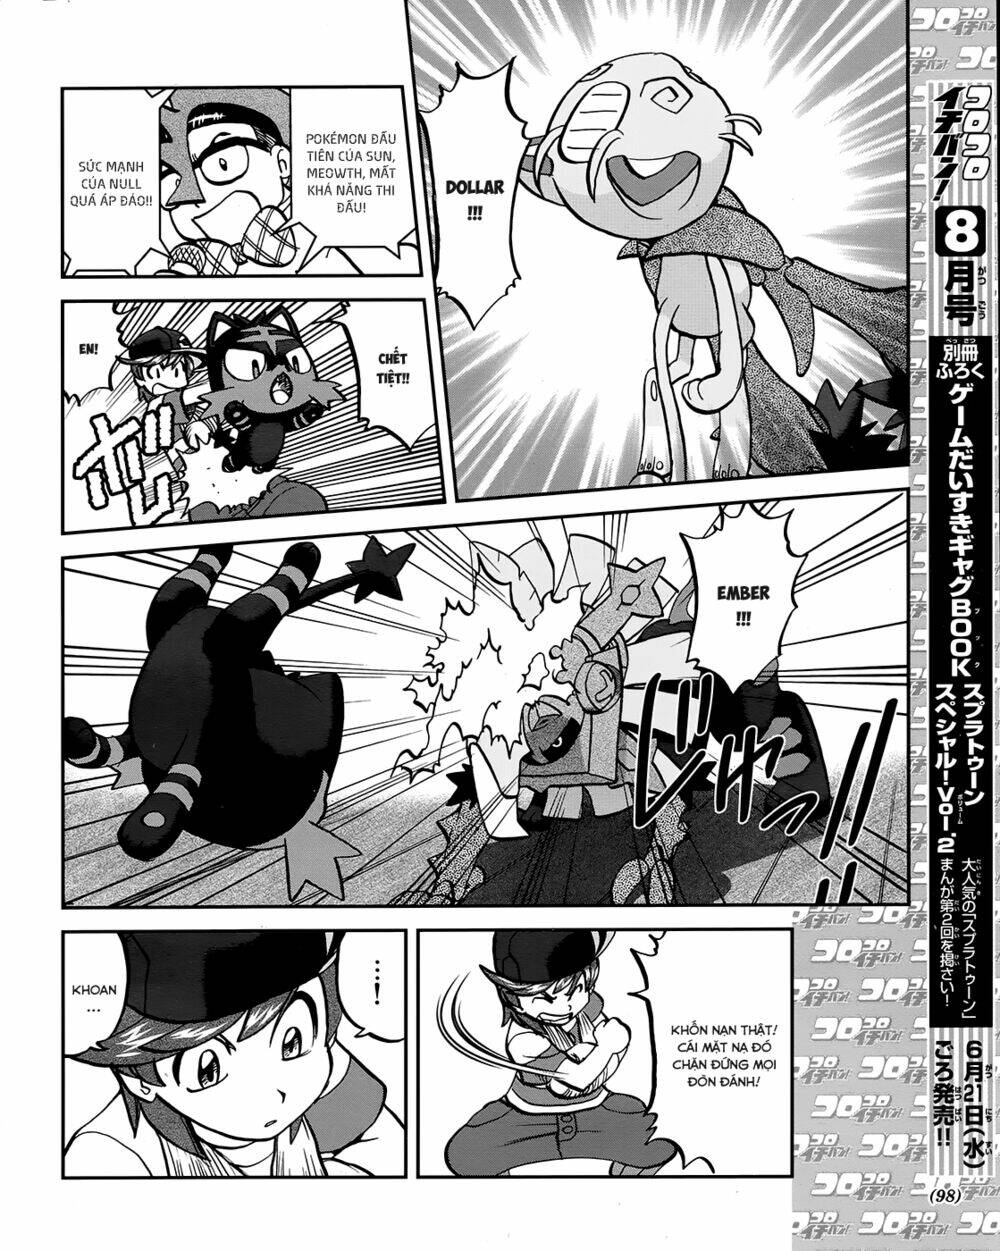 DOLLAR
!!!
POKÉMON ĐẦU
TIÊN CỦA SUN,
MEOWTH, MẤT
KHẢ NĂNG THI
ĐẤU!
SỨC MẠNH
CỦA NULL
QUÁ ÁP ĐẢO!!
CHẾT
TIỆT!!
EN!
EMBER
!!!
ジュッ!!
KHỐN NẠN THẬT!
CÁI MẶT NẠ ĐÓ
CHẶN ĐỨNG MỌI
ĐÒN ĐÁNH!
...!
KHOAN
...
コロコロイチバン!
8月号
別冊ふろく
ゲームだいすきギャグBOOK
スプラトゥーン
スペシャル!Vol.2
大人気の「スプラトゥーン」
まんが第2回を掲さい!
6月21日(水)
ごろ発売!!
(98)